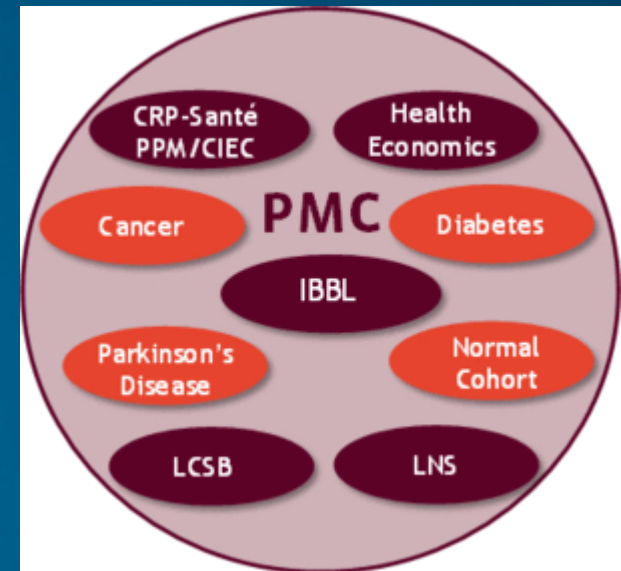 CRP-Santé
PPM/CIEC
Health
Economics
Cancer
PMC
Diabetes
IBBL
Parkinson's
Disease
Normal
Cohort
LCSB
LNS